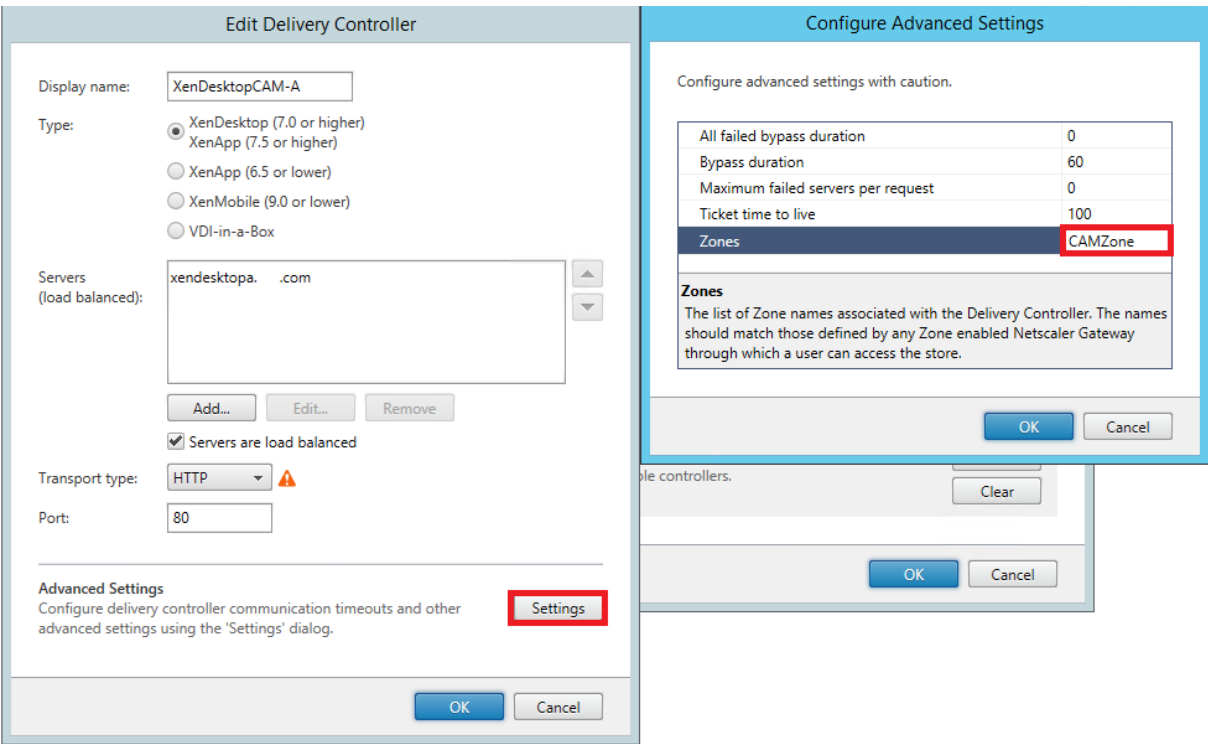 Edit Delivery Controller
Display name: XenDesktopCAM-A
Type: XenDesktop (7.0 or higher)
XenApp (7.5 or higher)
XenApp (6.5 or lower)
XenMobile (9.0 or lower)
VDI-in-a-Box
Servers
(load balanced):
xendesktopa. .com
Add... Edit... Remove
Servers are load balanced
Transport type: HTTP
Port: 80
Advanced Settings
Configure delivery controller communication timeouts and other
advanced settings using the 'Settings' dialog.
Settings
OK Cancel
Configure Advanced Settings
Configure advanced settings with caution.
All failed bypass duration 0
Bypass duration 60
Maximum failed servers per request 0
Ticket time to live 100
Zones CAMZone
Zones
The list of Zone names associated with the Delivery Controller. The names
should match those defined by any Zone enabled Netscaler Gateway
through which a user can access the store.
OK Cancel
controllers.
Clear
OK Cancel